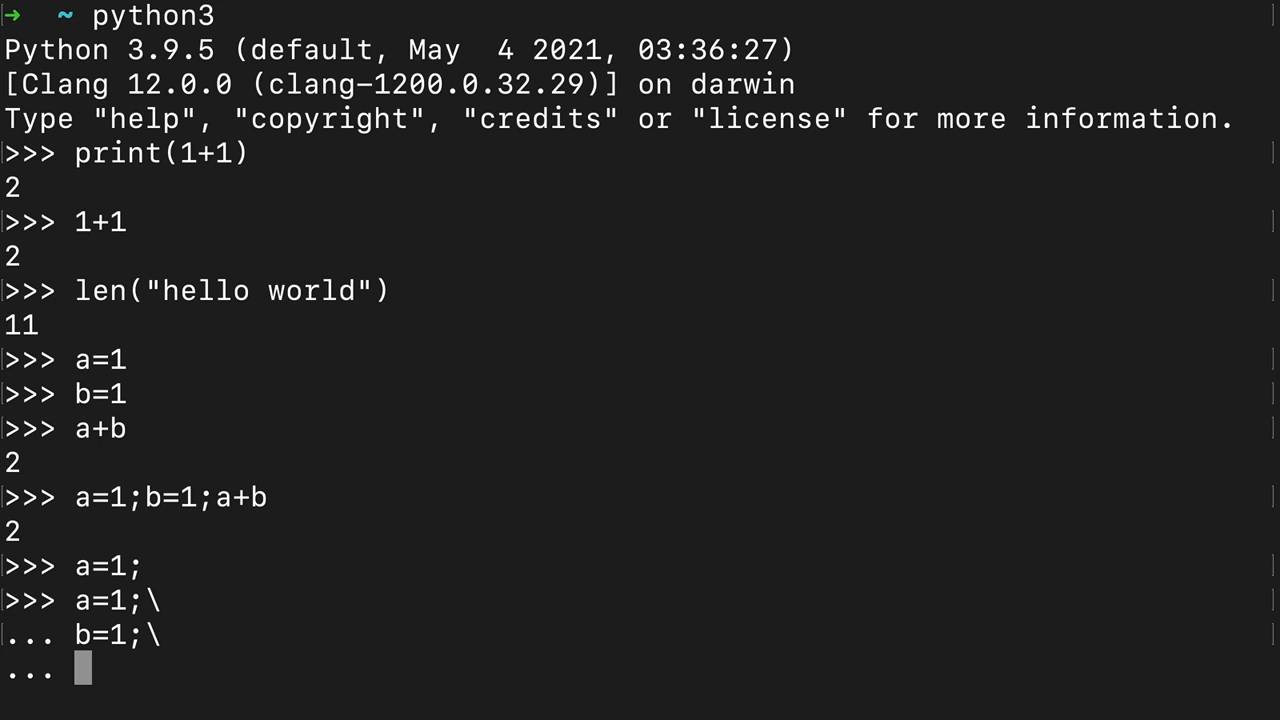 ➜  ~ python3
Python 3.9.5 (default, May  4 2021, 03:36:27)
[Clang 12.0.0 (clang-1200.0.32.29)] on darwin
Type "help", "copyright", "credits" or "license" for more information.
>>> print(1+1)
2
>>> 1+1
2
>>> len("hello world")
11
>>> a=1
>>> b=1
>>> a+b
2
>>> a=1;b=1;a+b
2
>>> a=1;
>>> a=1;\
... b=1;\
...